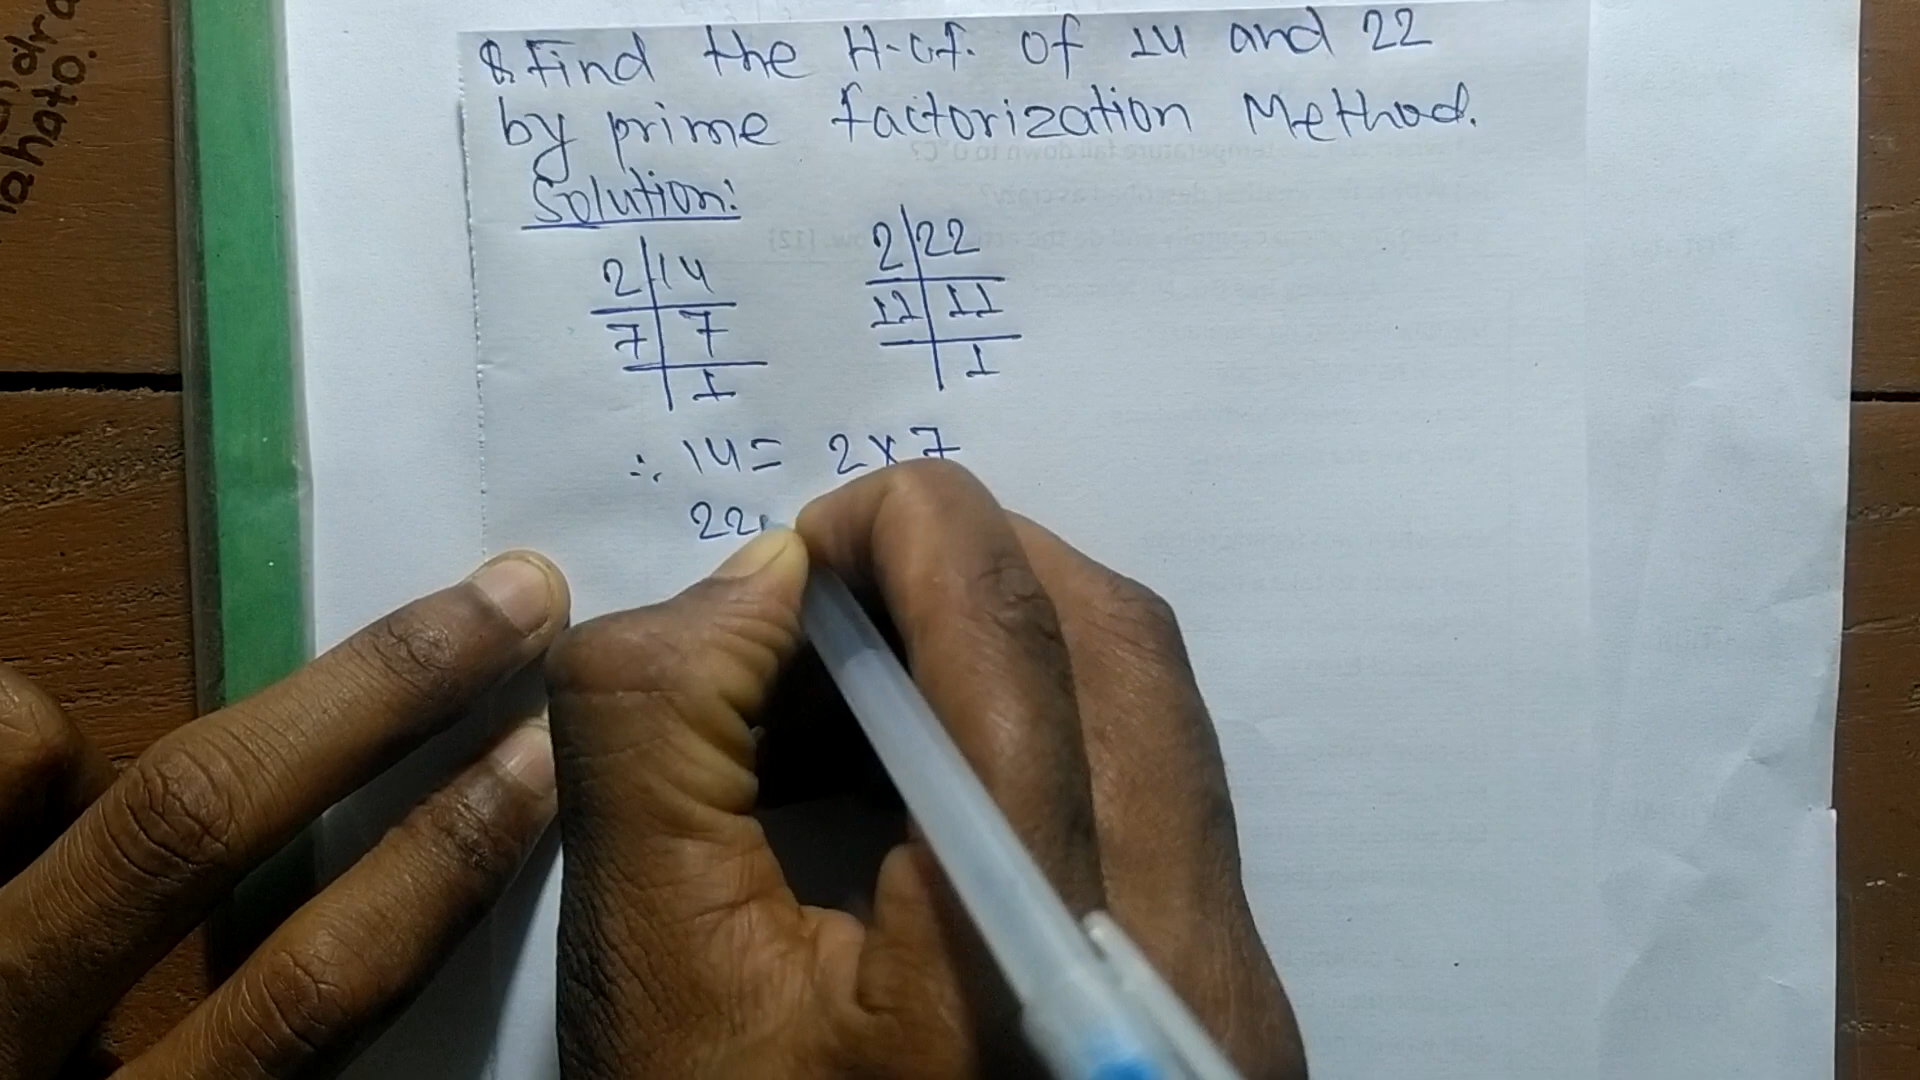 Q. Find the H.C.F. of 14 and 22
by prime factorization Method.
Solution:
2 | 14
7 | 7
1
2 | 22
11 | 11
1
∴ 14 = 2 × 7
22